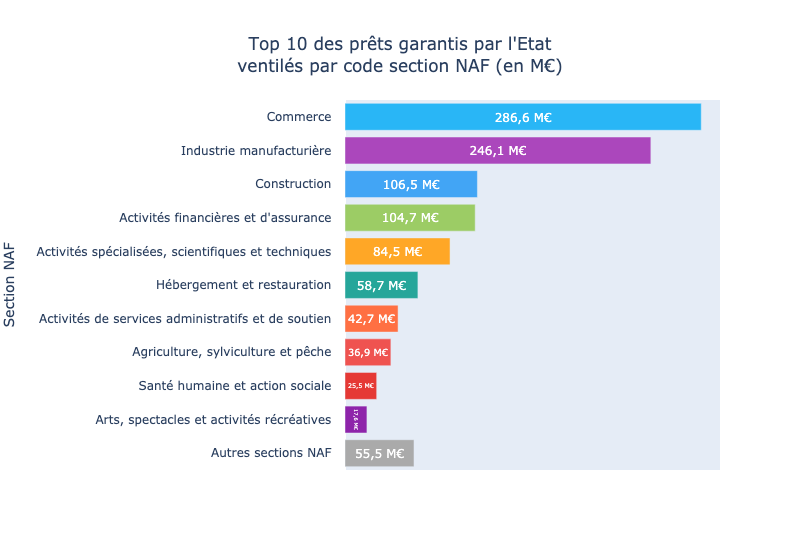 Top 10 des prêts garantis par l'Etat
ventilés par code section NAF (en M€)
Section NAF
Commerce 286,6 M€
Industrie manufacturière 246,1 M€
Construction 106,5 M€
Activités financières et d'assurance 104,7 M€
Activités spécialisées, scientifiques et techniques 84,5 M€
Hébergement et restauration 58,7 M€
Activités de services administratifs et de soutien 42,7 M€
Agriculture, sylviculture et pêche 36,9 M€
Santé humaine et action sociale 25,5 M€
Arts, spectacles et activités récréatives M€
Autres sections NAF 55,5 M€